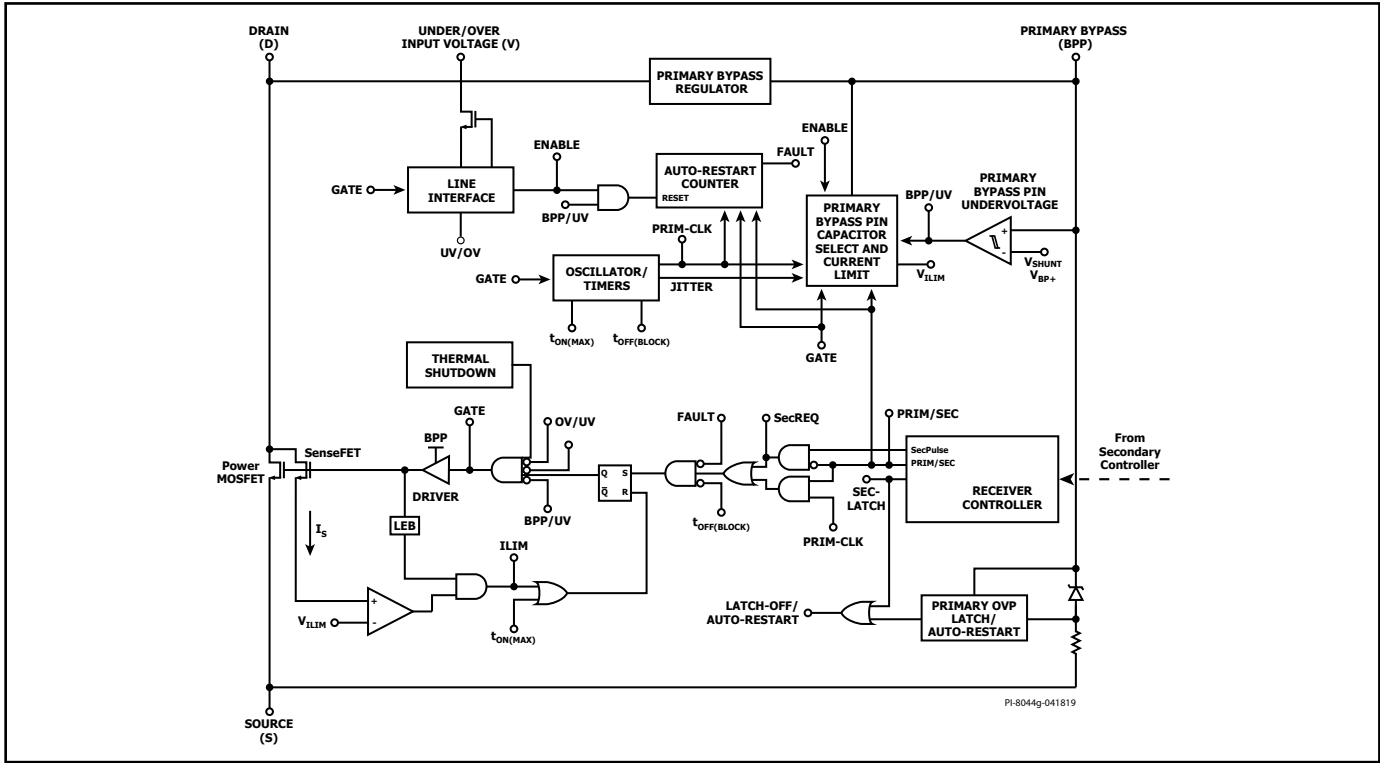 DRAIN
(D)
UNDER/OVER
INPUT VOLTAGE (V)
PRIMARY BYPASS
(BPP)
PRIMARY BYPASS
REGULATOR
ENABLE
ENABLE
FAULT
AUTO-RESTART
COUNTER
RESET
GATE
LINE
INTERFACE
BPP/UV
UV/OV
PRIMARY
BYPASS PIN
CAPACITOR
SELECT AND
CURRENT
LIMIT
BPP/UV
PRIMARY
BYPASS PIN
UNDERVOLTAGE
+
-
VSHUNT
VBP+
VILIM
PRIM-CLK
GATE
OSCILLATOR/
TIMERS
JITTER
tON(MAX)
tOFF(BLOCK)
GATE
THERMAL
SHUTDOWN
GATE
OV/UV
FAULT
SecREQ
PRIM/SEC
From
Secondary
Controller
BPP
SenseFET
Power
MOSFET
DRIVER
BPP/UV
Q
S
Q
R
tOFF(BLOCK)
SecPulse
PRIM/SEC
SEC-
LATCH
RECEIVER
CONTROLLER
PRIM-CLK
LEB
IS
ILIM
+
-
VILIM
tON(MAX)
LATCH-OFF/
AUTO-RESTART
PRIMARY OVP
LATCH/
AUTO-RESTART
SOURCE
(S)
PI-8044g-041819